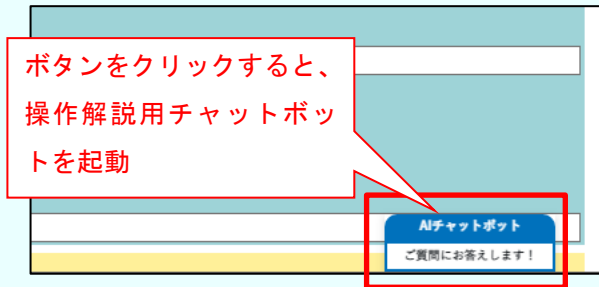 ボタンをクリックすると、
操作解説用チャットボッ
トを起動
AIチャットボット
ご質問にお答えします！